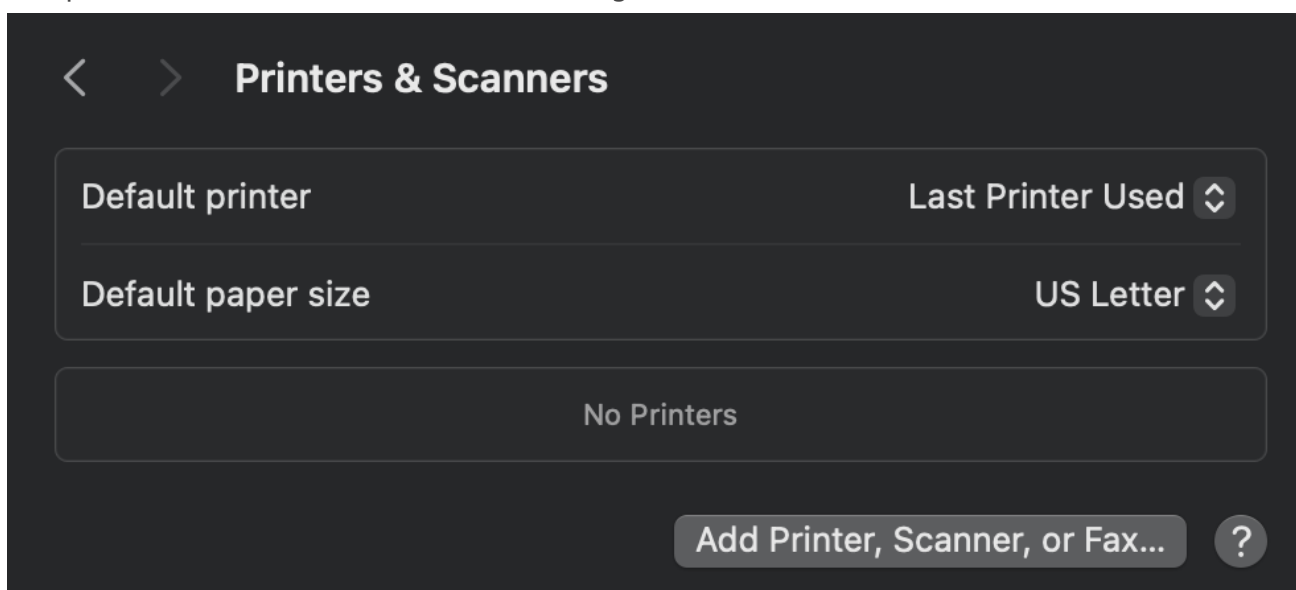 Printers & Scanners
Default printer Last Printer Used
Default paper size US Letter
No Printers
Add Printer, Scanner, or Fax... ?